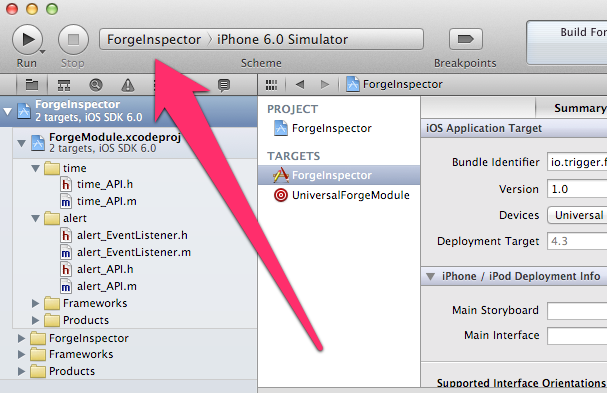 ForgeInspector 〉 iPhone 6.0 Simulator
Build For
Run
Stop
Scheme
Breakpoints
ForgeInspector
2 targets, iOS SDK 6.0
ForgeModule.xcodeproj
2 targets, iOS SDK 6.0
time
h time_API.h
m time_API.m
alert
h alert_EventListener.h
m alert_EventListener.m
h alert_API.h
m alert_API.m
Frameworks
Products
ForgeInspector
Frameworks
Products
ForgeInspector
PROJECT
ForgeInspector
TARGETS
ForgeInspector
UniversalForgeModule
Summary
iOS Application Target
Bundle Identifier io.trigger.f
Version 1.0
Devices Universal
Deployment Target 4.3
iPhone / iPod Deployment Info
Main Storyboard
Main Interface
Supported Interface Orientations